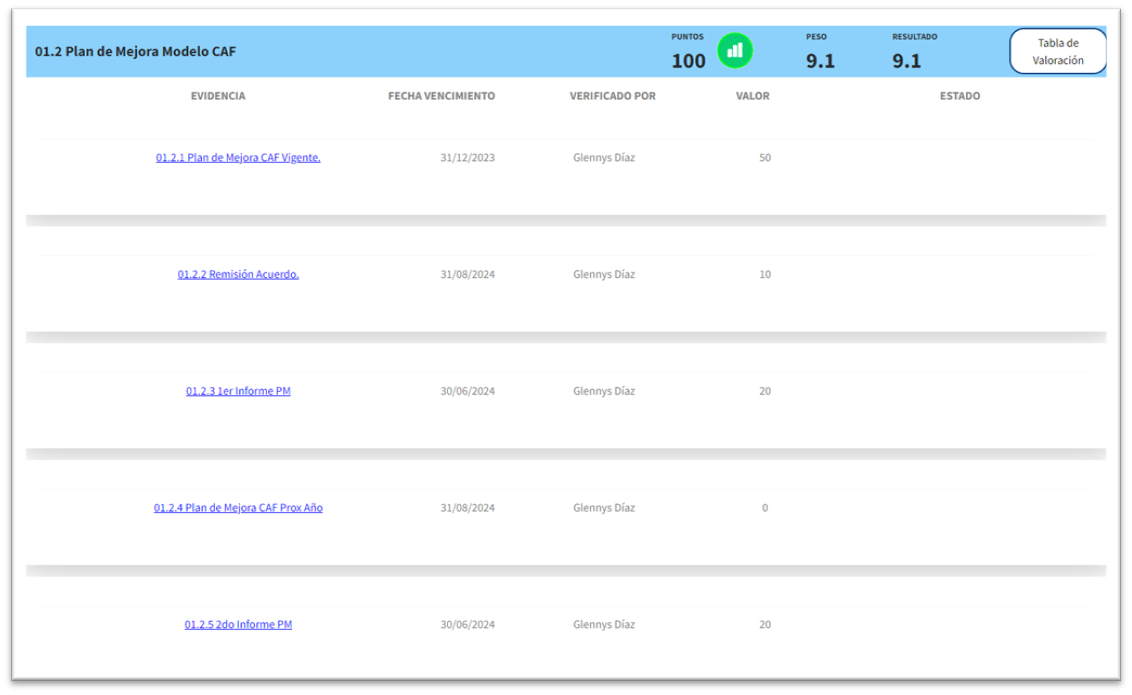 01.2 Plan de Mejora Modelo CAF
PUNTOS
100
PESO
9.1
RESULTADO
9.1
Tabla de
Valoración
EVIDENCIA FECHA VENCIMIENTO VERIFICADO POR VALOR ESTADO
01.2.1 Plan de Mejora CAF Vigente. 31/12/2023 Glennys Díaz 50
01.2.2 Remisión Acuerdo. 31/08/2024 Glennys Díaz 10
01.2.3 1er Informe PM 30/06/2024 Glennys Díaz 20
01.2.4 Plan de Mejora CAF Prox Año 31/08/2024 Glennys Díaz 0
01.2.5 2do Informe PM 30/06/2024 Glennys Díaz 20